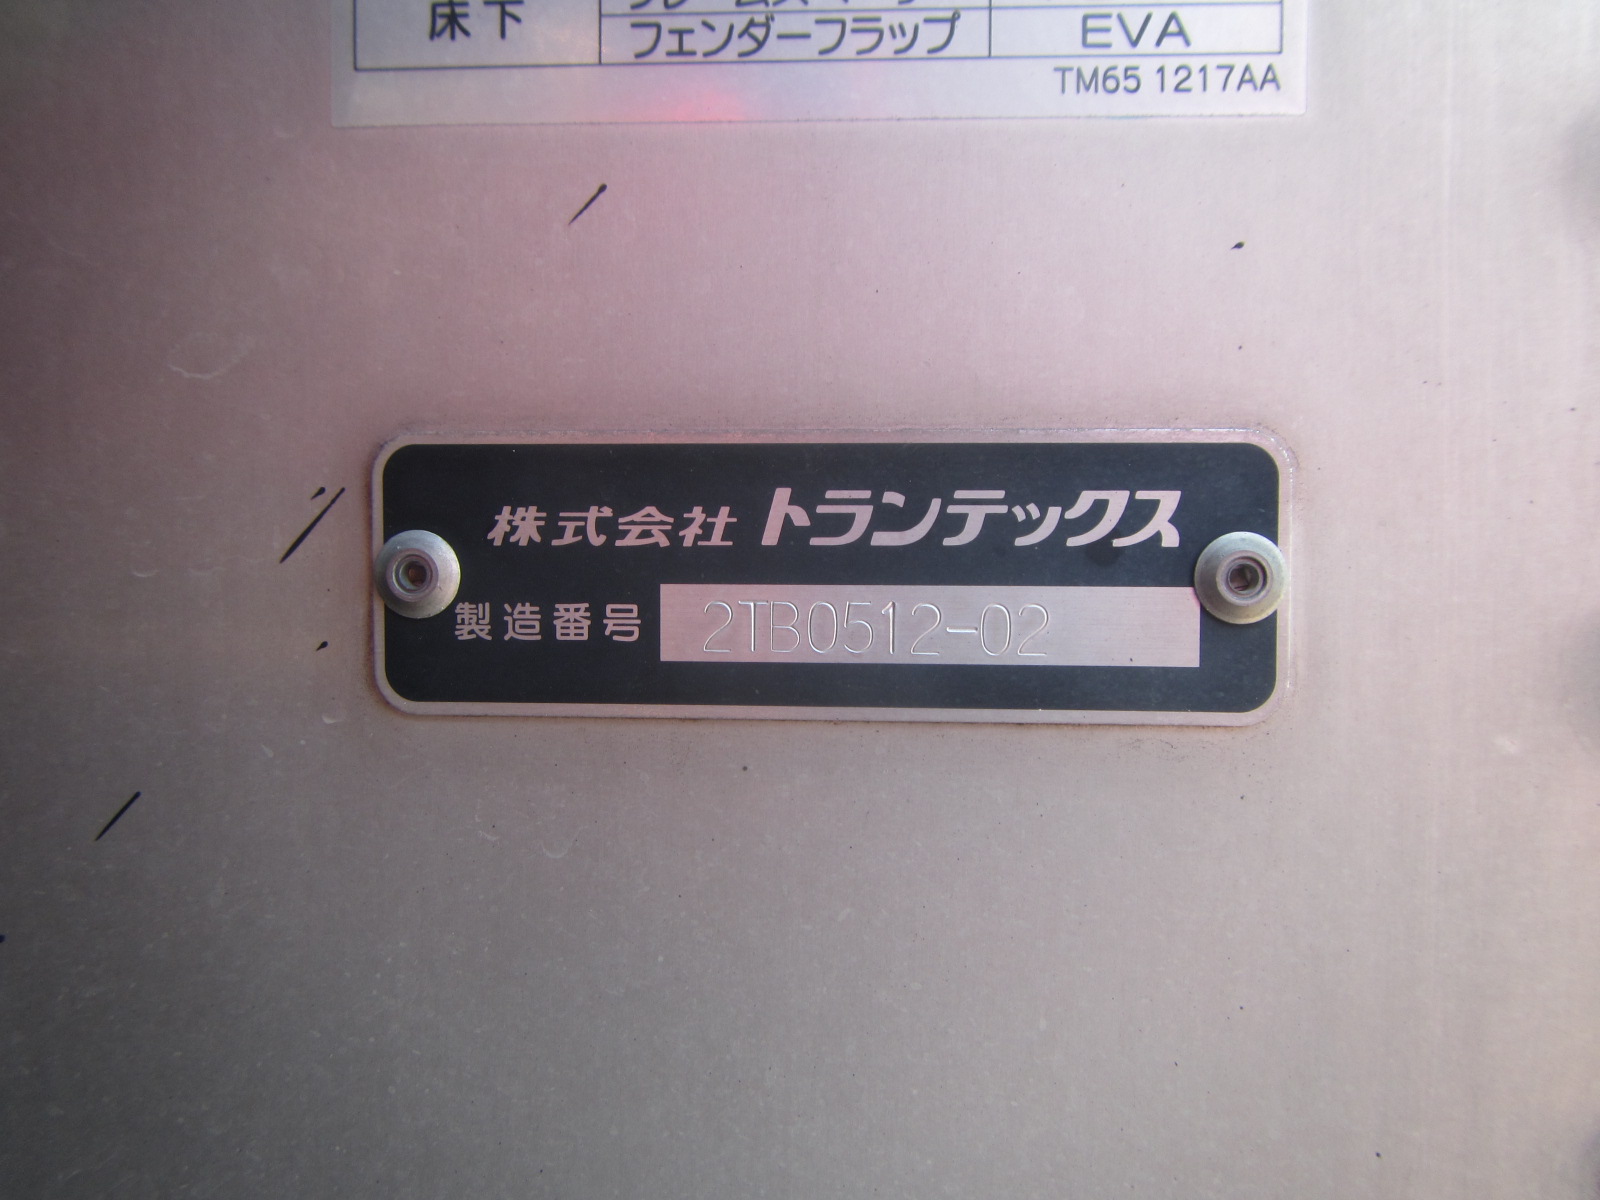 床下
フェンダーフラップ EVA
TM65 1217AA
株式会社 トランテックス
製造番号 2TB0512-02